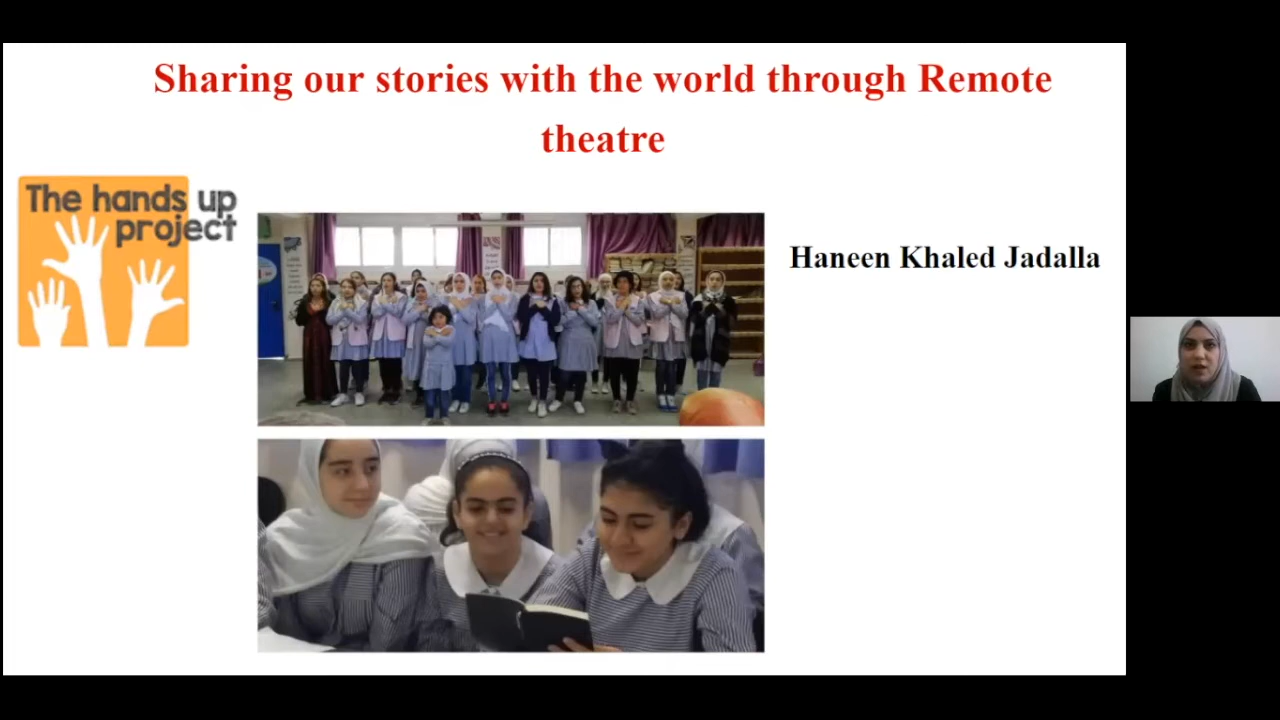 Sharing our stories with the world through Remote
theatre
The hands up
project
Haneen Khaled Jadalla